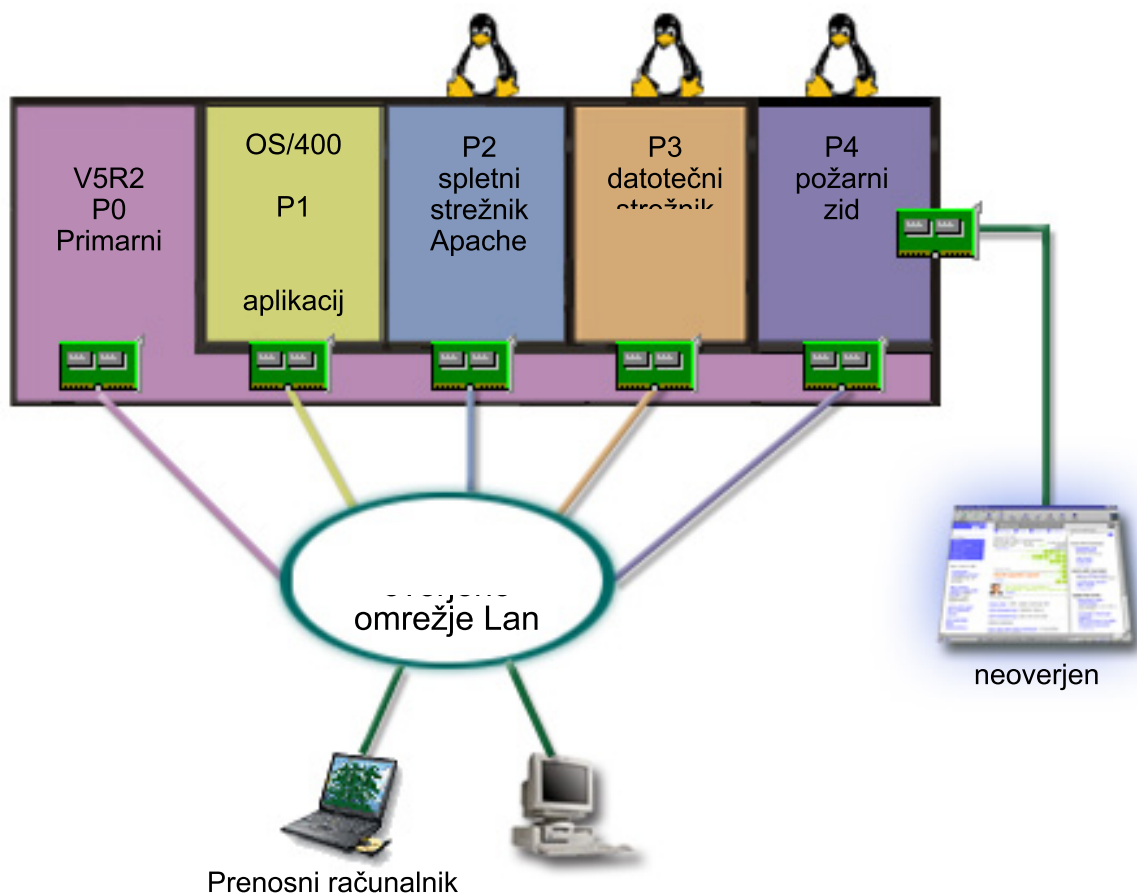 V5R2
P0
Primarni
OS/400
P1
aplikacij
P2
spletni
strežnik
Apache
P3
datotečni
strežnik
P4
požarni
zid
omrežje Lan
neoverjen
Prenosni računalnik